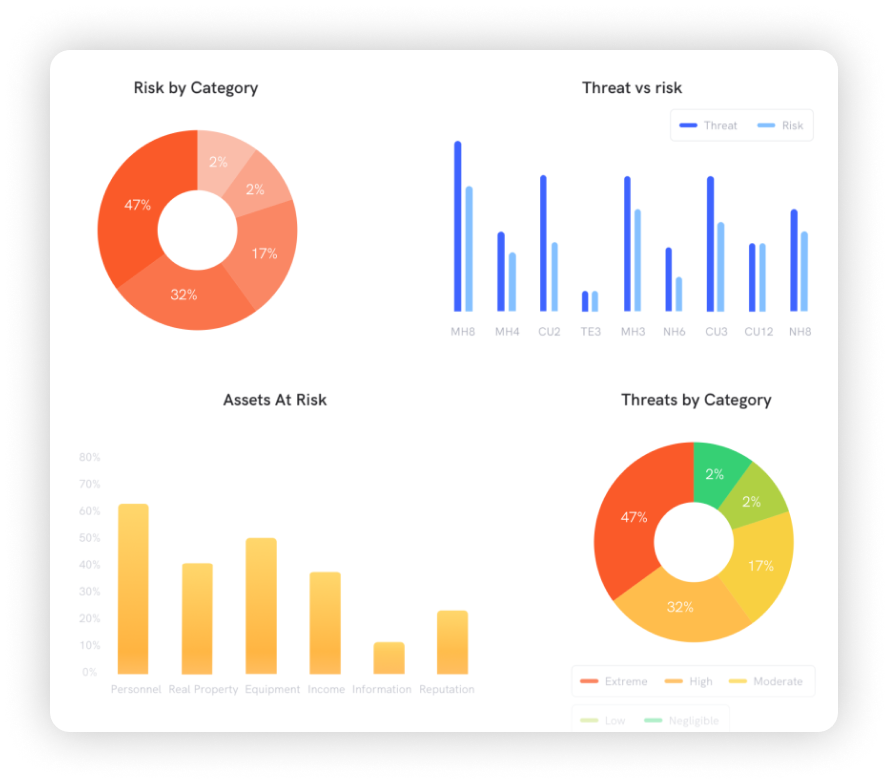 Risk by Category
2%
2%
47%
17%
32%
Threat vs risk
Threat Risk
MH8 MH4 CU2 TE3 MH3 NH6 CU3 CU12 NH8
Assets At Risk
80%
70%
60%
50%
40%
30%
20%
10%
0%
Personnel Real Property Equipment Income Information Reputation
Threats by Category
2%
2%
47%
17%
32%
Extreme High Moderate
Low Negligible